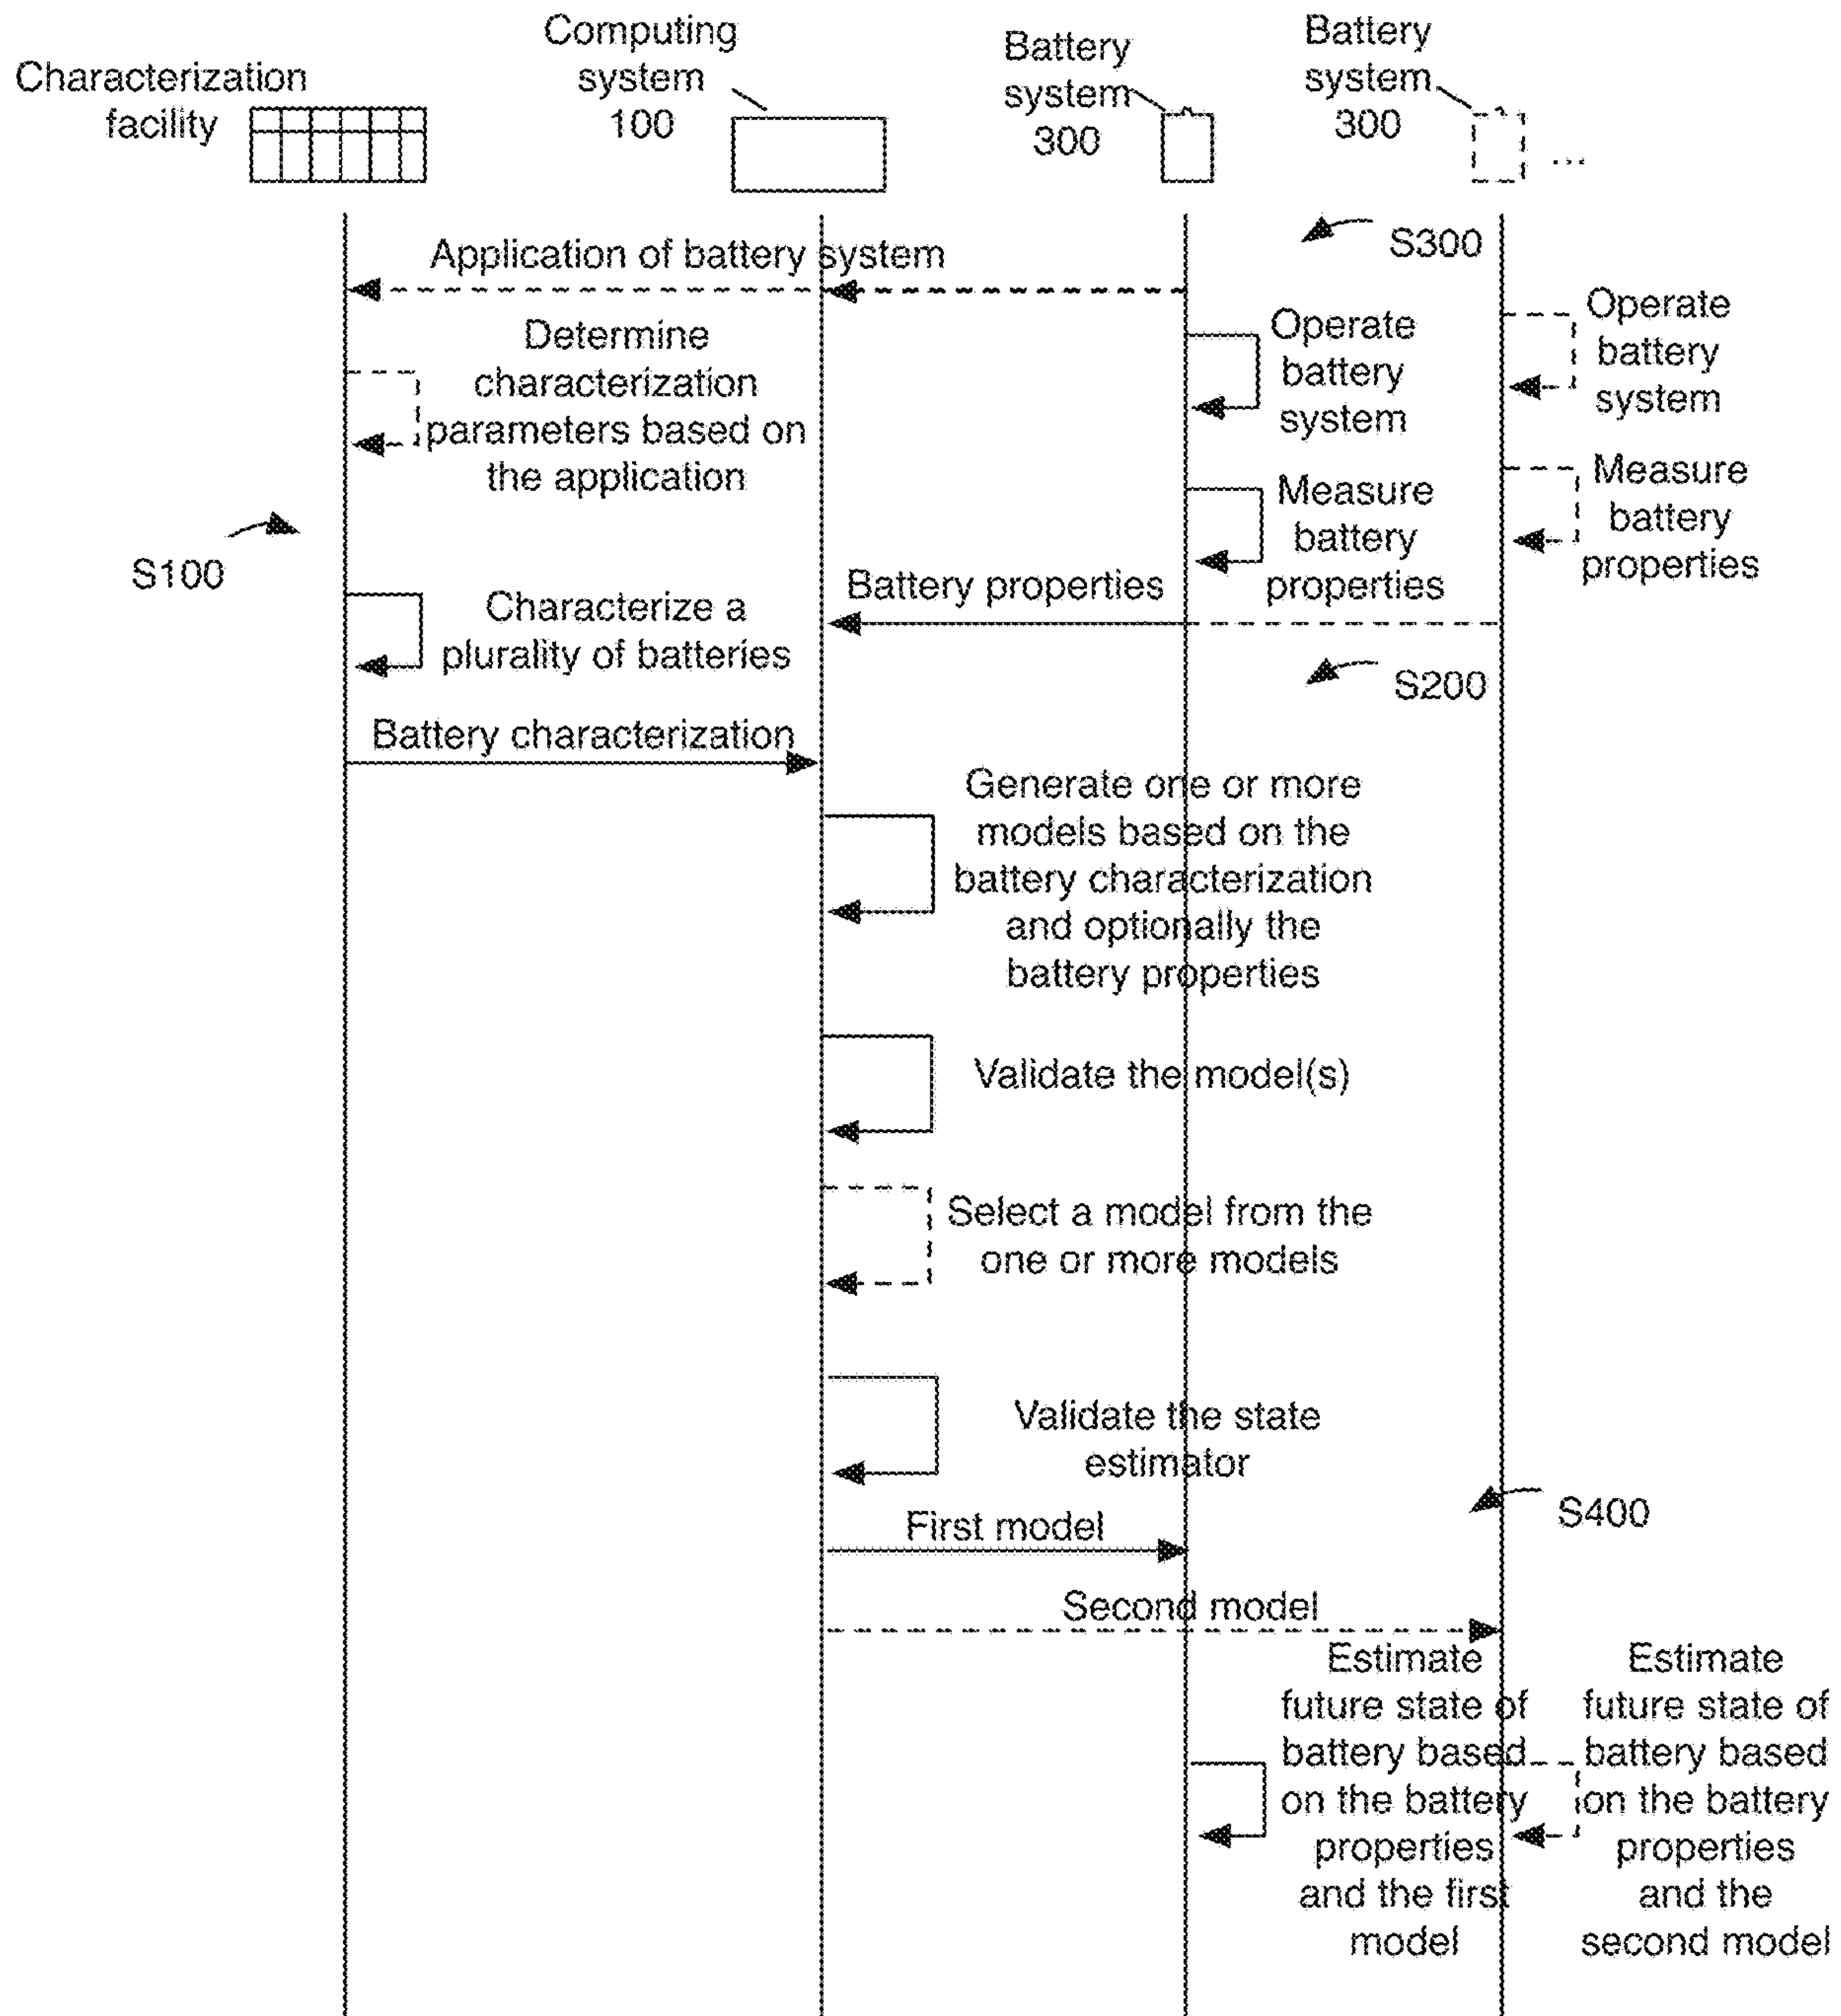 Characterization
facility
Computing
system
100
Battery
system
300
Battery
system
300
...
S300
Application of battery system
Determine
characterization
parameters based on
the application
Operate
battery
system
Operate
battery
system
S100
Measure
battery
properties
Measure
battery
properties
Battery properties
Characterize a
plurality of batteries
S200
Battery characterization
Generate one or more
models based on the
battery characterization
and optionally the
battery properties
Validate the model(s)
Select a model from the
one or more models
Validate the state
estimator
S400
First model
Second model
Estimate
future state of
battery based
on the battery
properties
and the first
model
Estimate
future state of
battery based
on the battery
properties
and the
second model